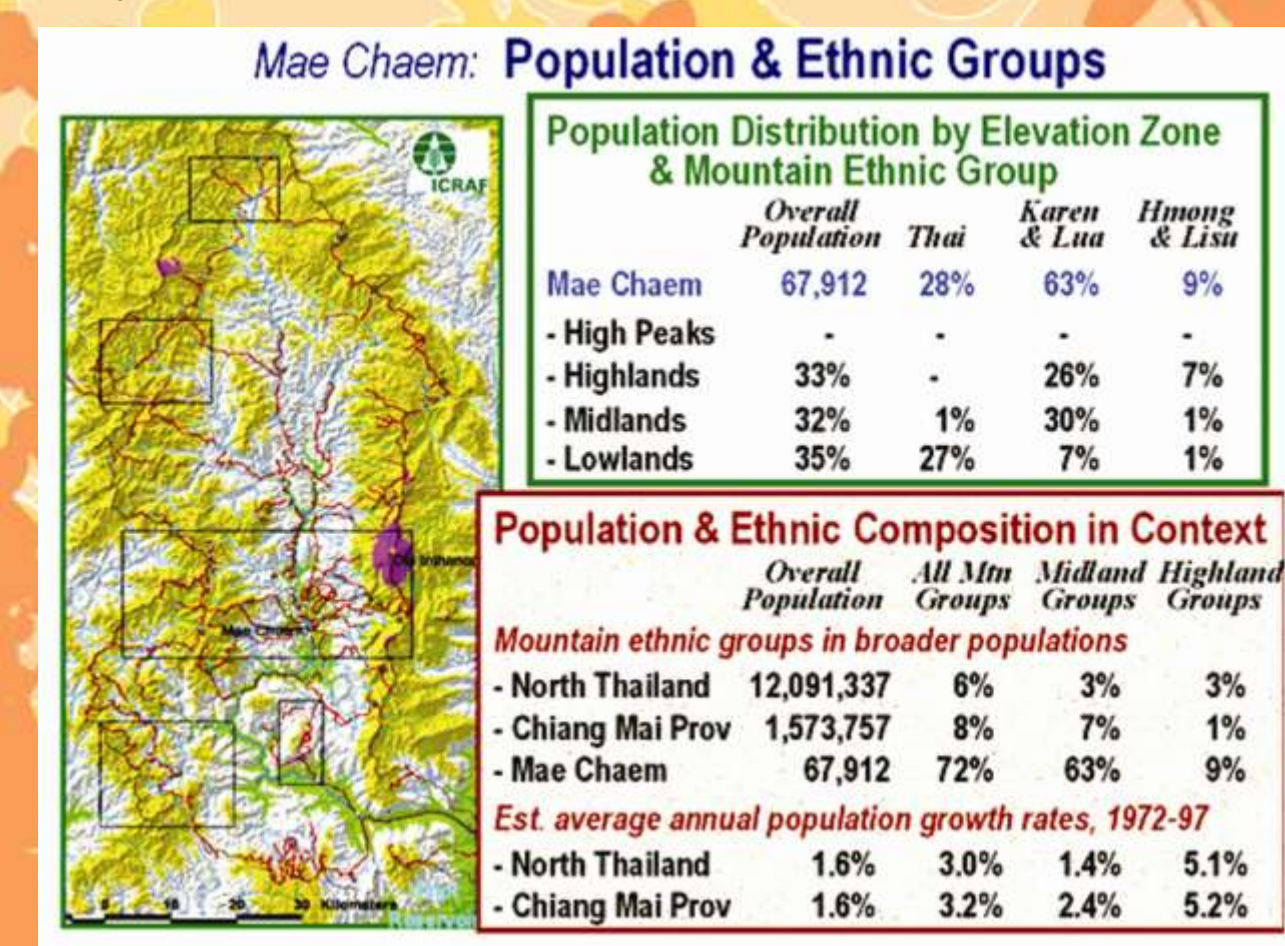 Mae Chaem: Population & Ethnic Groups
ICRAF
Mae Chaem
0 10 20 30 Kilometers
Population Distribution by Elevation Zone
& Mountain Ethnic Group
Overall Karen Hmong
Population Thai & Lua & Lisu
Mae Chaem 67,912 28% 63% 9%
- High Peaks - - - -
- Highlands 33% - 26% 7%
- Midlands 32% 1% 30% 1%
- Lowlands 35% 27% 7% 1%
Population & Ethnic Composition in Context
Overall All Mtn Midland Highland
Population Groups Groups Groups
Mountain ethnic groups in broader populations
- North Thailand 12,091,337 6% 3% 3%
- Chiang Mai Prov 1,573,757 8% 7% 1%
- Mae Chaem 67,912 72% 63% 9%
Est. average annual population growth rates, 1972-97
- North Thailand 1.6% 3.0% 1.4% 5.1%
- Chiang Mai Prov 1.6% 3.2% 2.4% 5.2%